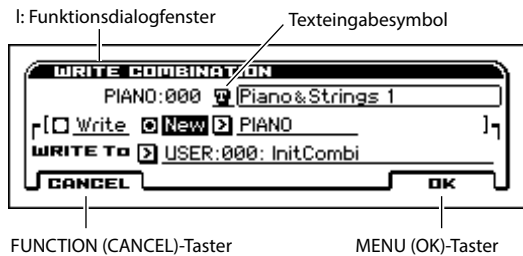 l: Funktionsdialogfenster
Texteingabesymbol
WRITE COMBINATION
PIANO:000 T Piano&Strings 1
[ Write New PIANO ]
WRITE To USER:000: InitCombi
CANCEL OK
FUNCTION (CANCEL)-Taster
MENU (OK)-Taster